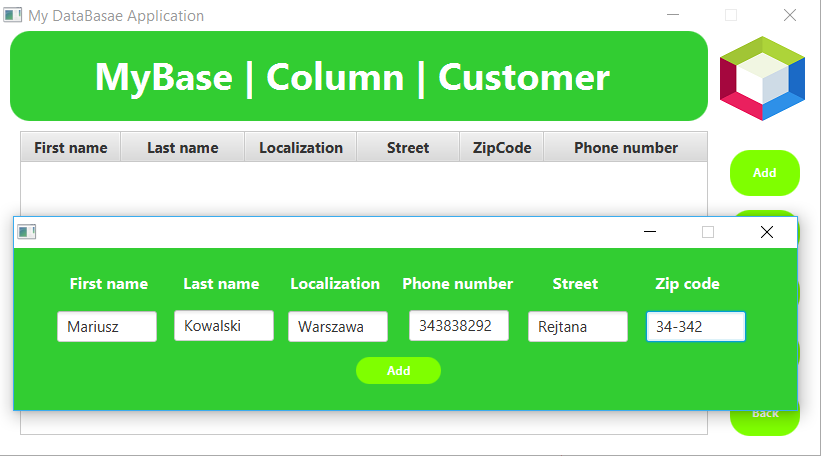 My DataBasae Application
MyBase | Column | Customer
First name Last name Localization Street ZipCode Phone number
Add
First name Last name Localization Phone number Street Zip code
Mariusz Kowalski Warszawa 343838292 Rejtana 34-342
Add
Back